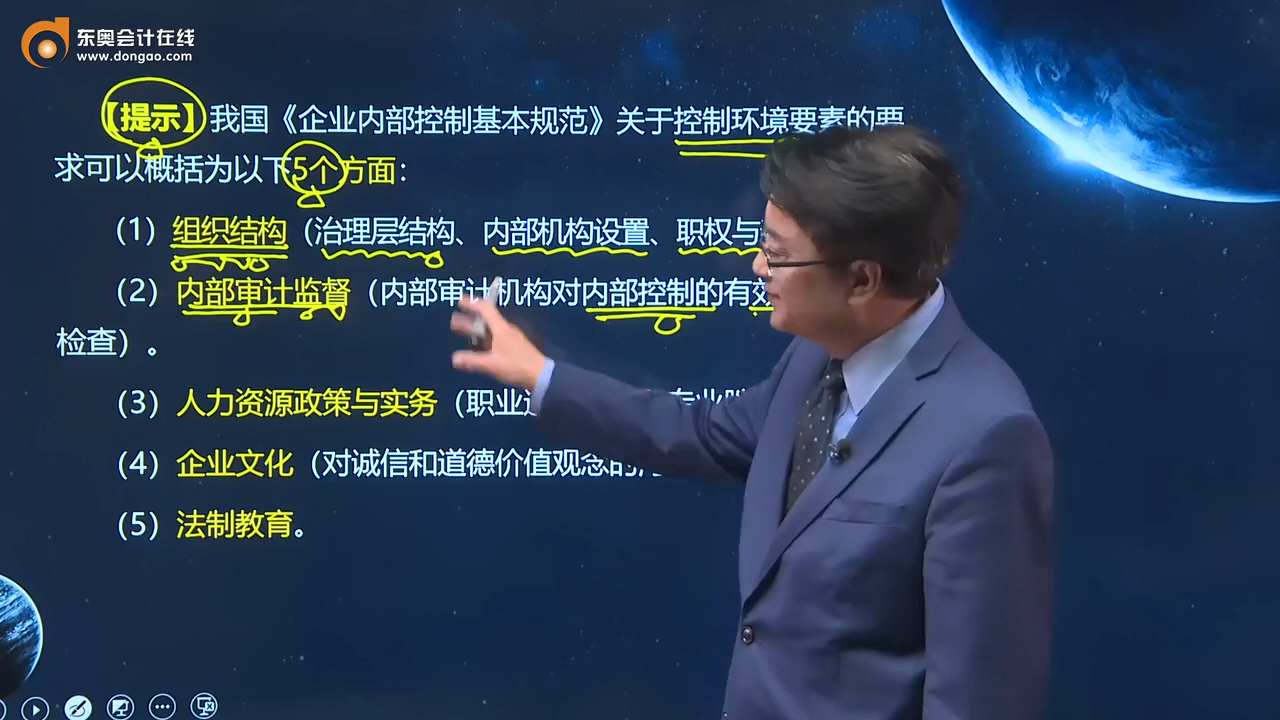 东奥会计在线
www.dongao.com
【提示】我国《企业内部控制基本规范》关于控制环境要素的要
求可以概括为以下5个方面：
（1）组织结构（治理层结构、内部机构设置、职权与
（2）内部审计监督（内部审计机构对内部控制的有效
检查）。
（3）人力资源政策与实务（职业道
（4）企业文化（对诚信和道德价值观念的
（5）法制教育。